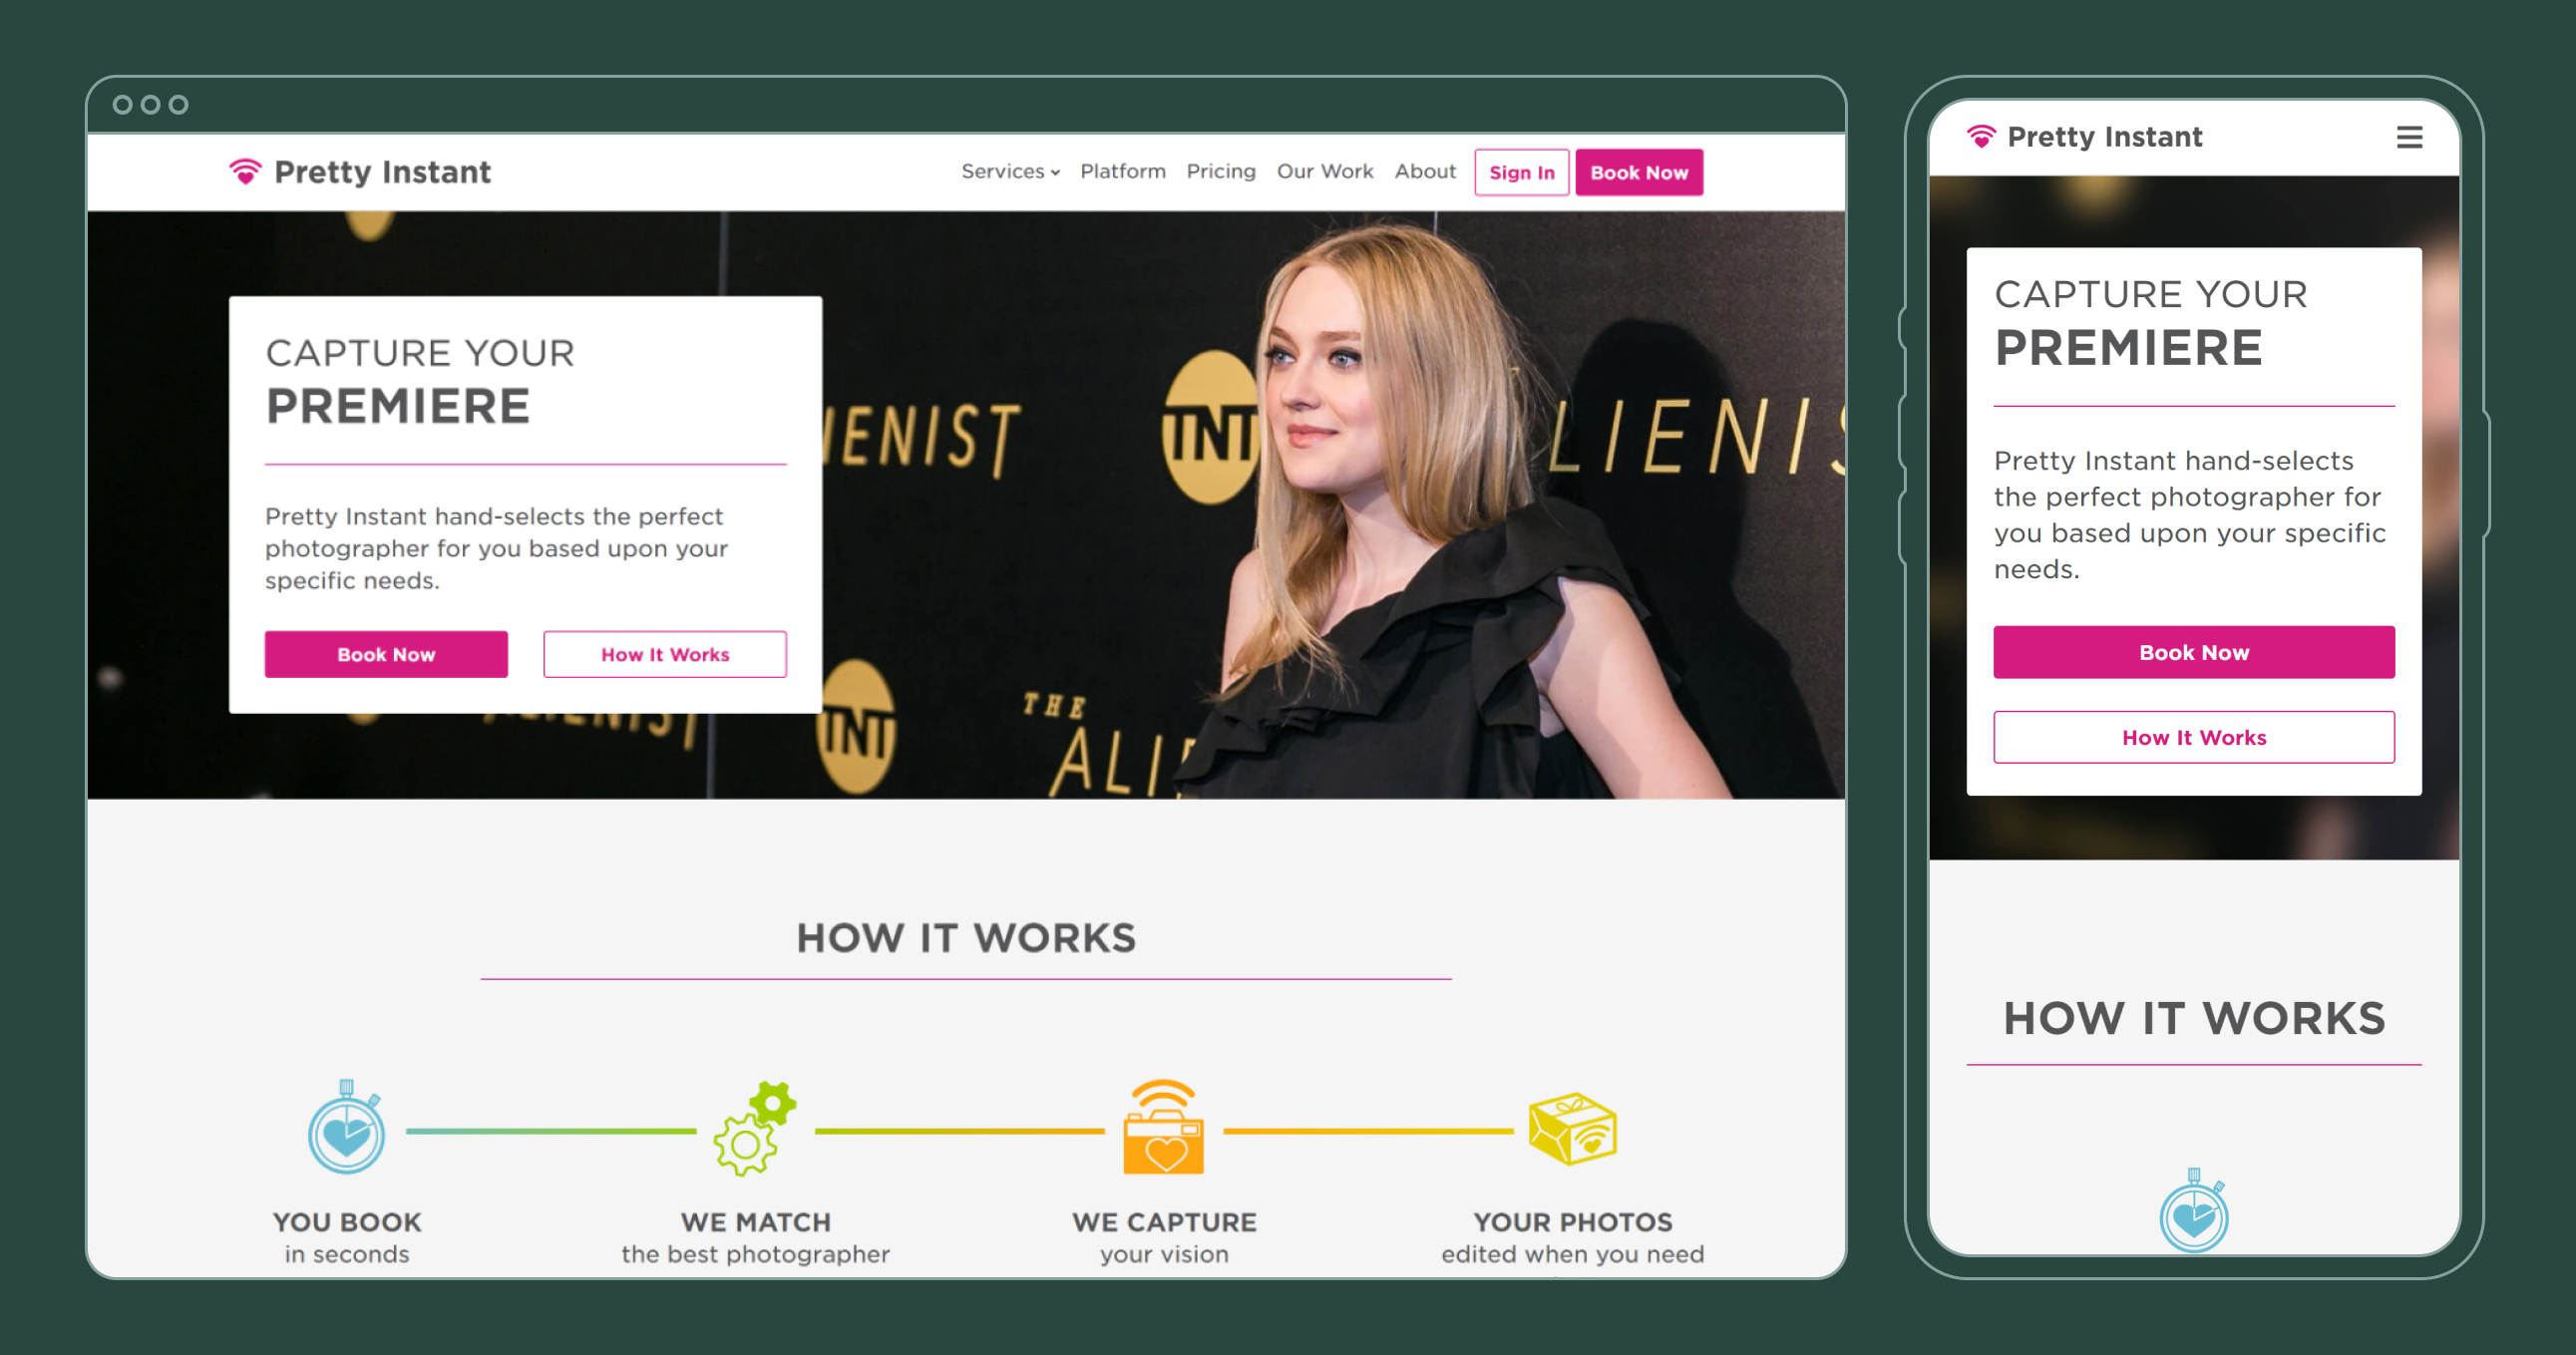 Pretty Instant
Services Platform Pricing Our Work About Sign In Book Now
CAPTURE YOUR
PREMIERE
Pretty Instant hand-selects the perfect
photographer for you based upon your
specific needs.
Book Now How It Works
IENIST
TNT
LIENIS
ALIENIST
TNT
THE
ALIE
HOW IT WORKS
YOU BOOK
in seconds
WE MATCH
the best photographer
WE CAPTURE
your vision
YOUR PHOTOS
edited when you need
Pretty Instant
CAPTURE YOUR
PREMIERE
Pretty Instant hand-selects
the perfect photographer for
you based upon your specific
needs.
Book Now
How It Works
HOW IT WORKS